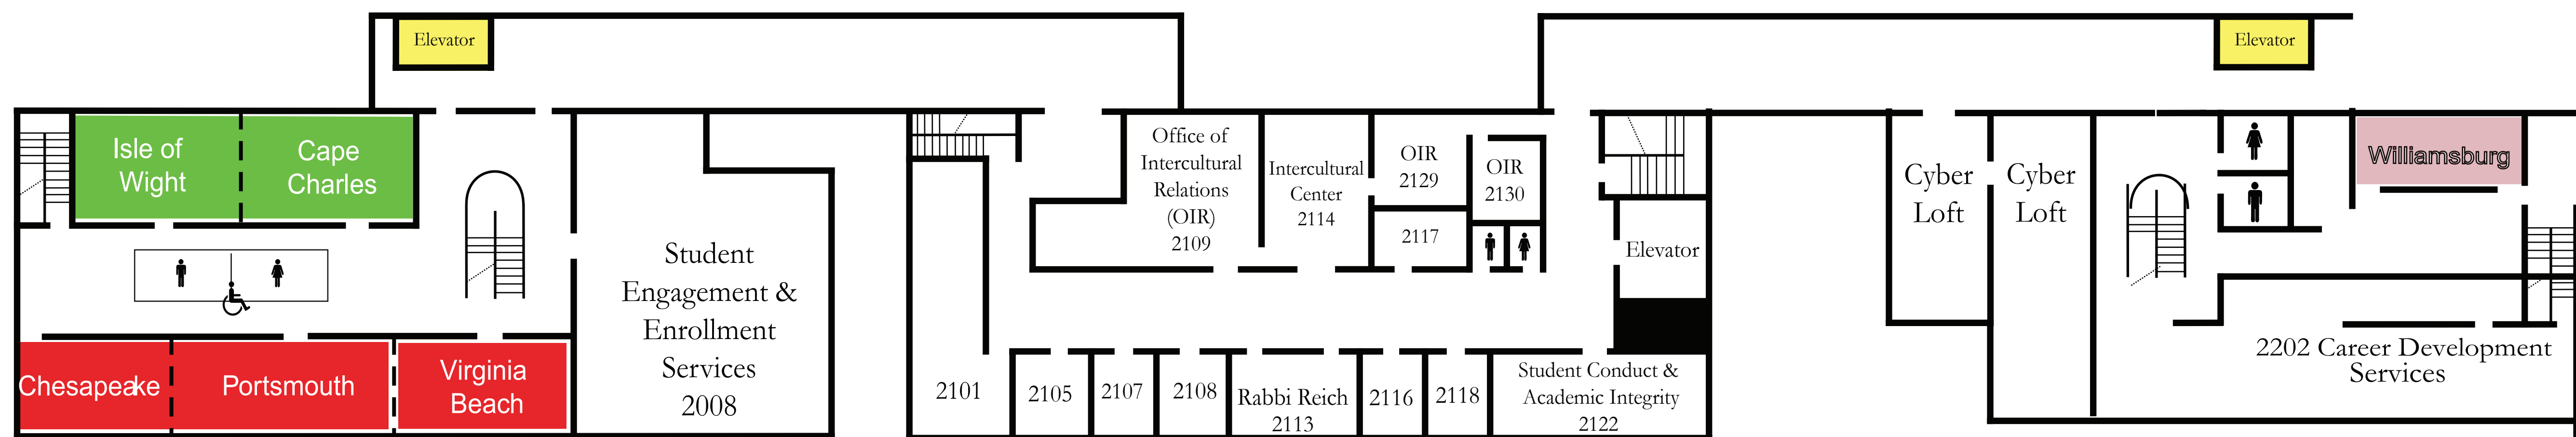 Elevator
Elevator
Isle of
Wight
Cape
Charles
Chesapeake
Portsmouth
Virginia
Beach
Student
Engagement &
Enrollment
Services
2008
Office of
Intercultural
Relations
(OIR)
2109
Intercultural
Center
2114
OIR
2129
OIR
2130
2117
Elevator
2101
2105
2107
2108
Rabbi Reich
2113
2116
2118
Student Conduct &
Academic Integrity
2122
Cyber
Loft
Cyber
Loft
Williamsburg
2202 Career Development
Services